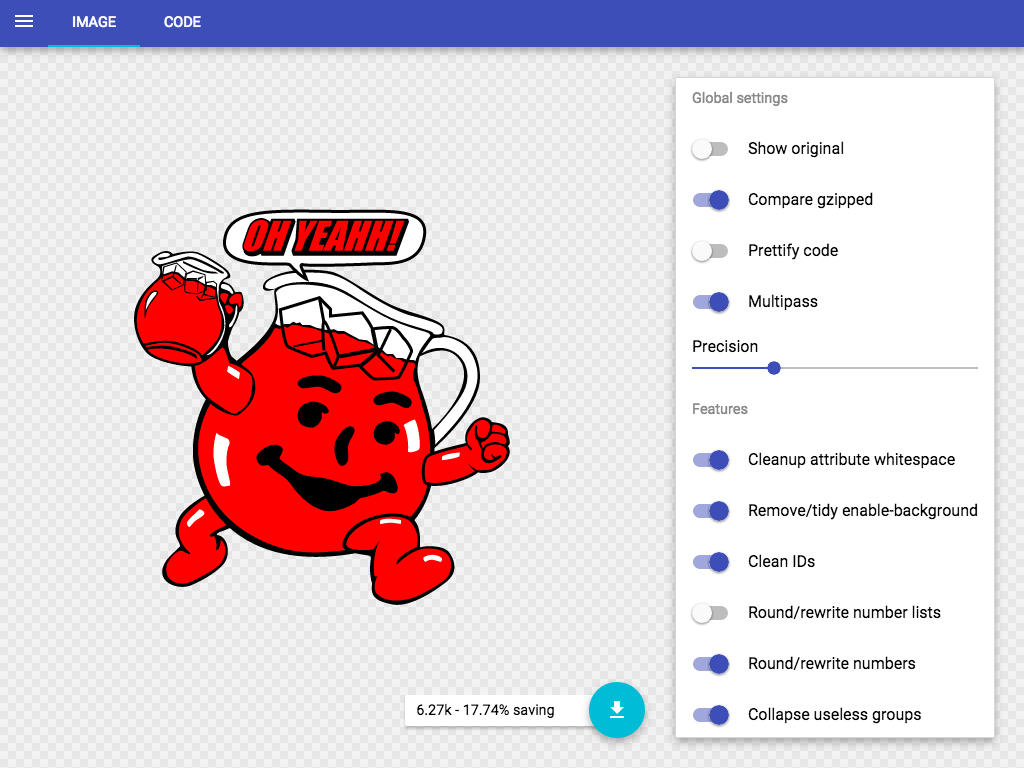 IMAGE
CODE
OH YEAHH!
Global settings
Show original
Compare gzipped
Prettify code
Multipass
Precision
Features
Cleanup attribute whitespace
Remove/tidy enable-background
Clean IDs
Round/rewrite number lists
Round/rewrite numbers
Collapse useless groups
6.27k - 17.74% saving